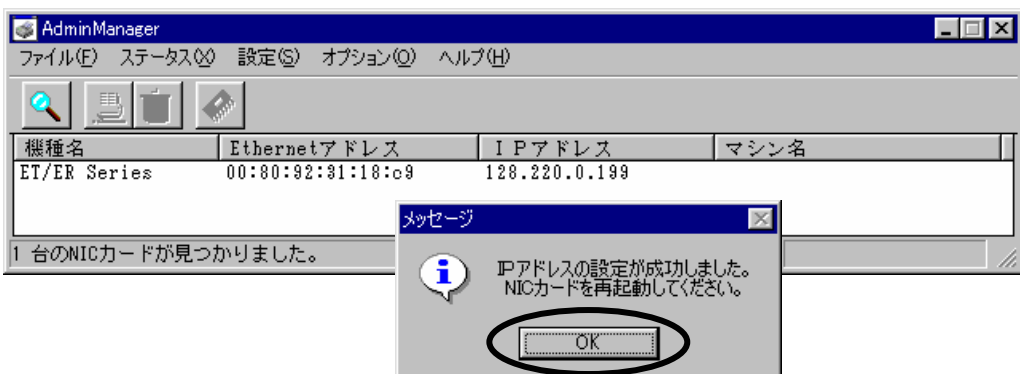 AdminManager
ファイル(F) ステータス(X) 設定(S) オプション(O) ヘルプ(H)
機種名 Ethernetアドレス IPアドレス マシン名
ET/ER Series 00:80:92:31:18:c9 128.220.0.199
メッセージ
1 台のNICカードが見つかりました。
IPアドレスの設定が成功しました。
NICカードを再起動してください。
OK